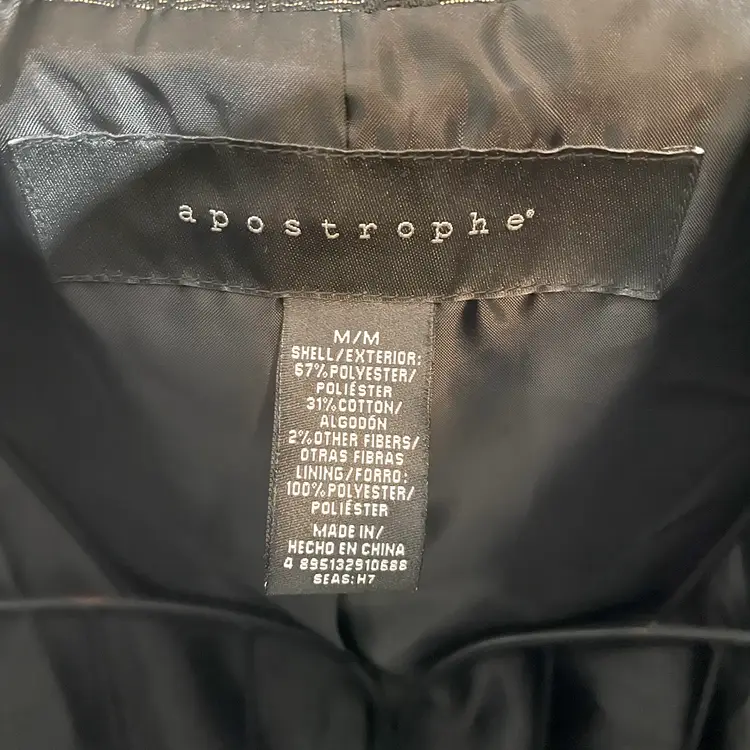 apostrophe®
M/M
SHELL/EXTERIOR:
67% POLYESTER/
POLIÉSTER
31% COTTON/
ALGODÓN
2% OTHER FIBERS/
OTRAS FIBRAS
LINING/FORRO:
100% POLYESTER/
POLIÉSTER
MADE IN/
HECHO EN CHINA
4 895132910688
SEAS: H7